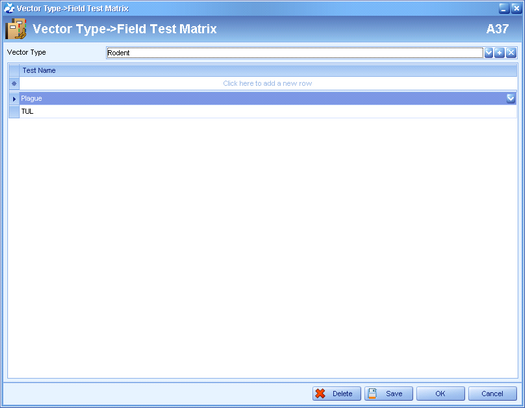 Vector Type->Field Test Matrix
Vector Type->Field Test Matrix A37
Vector Type Rodent
Test Name
Click here to add a new row
Plague
TUL
Delete Save OK Cancel